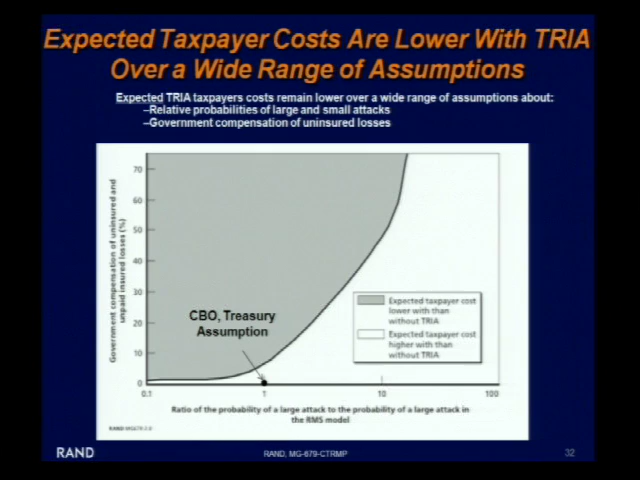 Expected Taxpayer Costs Are Lower With TRIA
Over a Wide Range of Assumptions
Expected TRIA taxpayers costs remain lower over a wide range of assumptions about:
–Relative probabilities of large and small attacks
–Government compensation of uninsured losses
Government compensation of uninsured and
unpaid insured losses (%)
70
60
50
40
30
20
10
0
CBO, Treasury
Assumption
Expected taxpayer cost
lower with than
without TRIA
Expected taxpayer cost
higher with than
without TRIA
0.1
1
10
100
Ratio of the probability of a large attack to the probability of a large attack in
the RMS model
RAND
RAND
RAND, MG-679-CTRMP
32